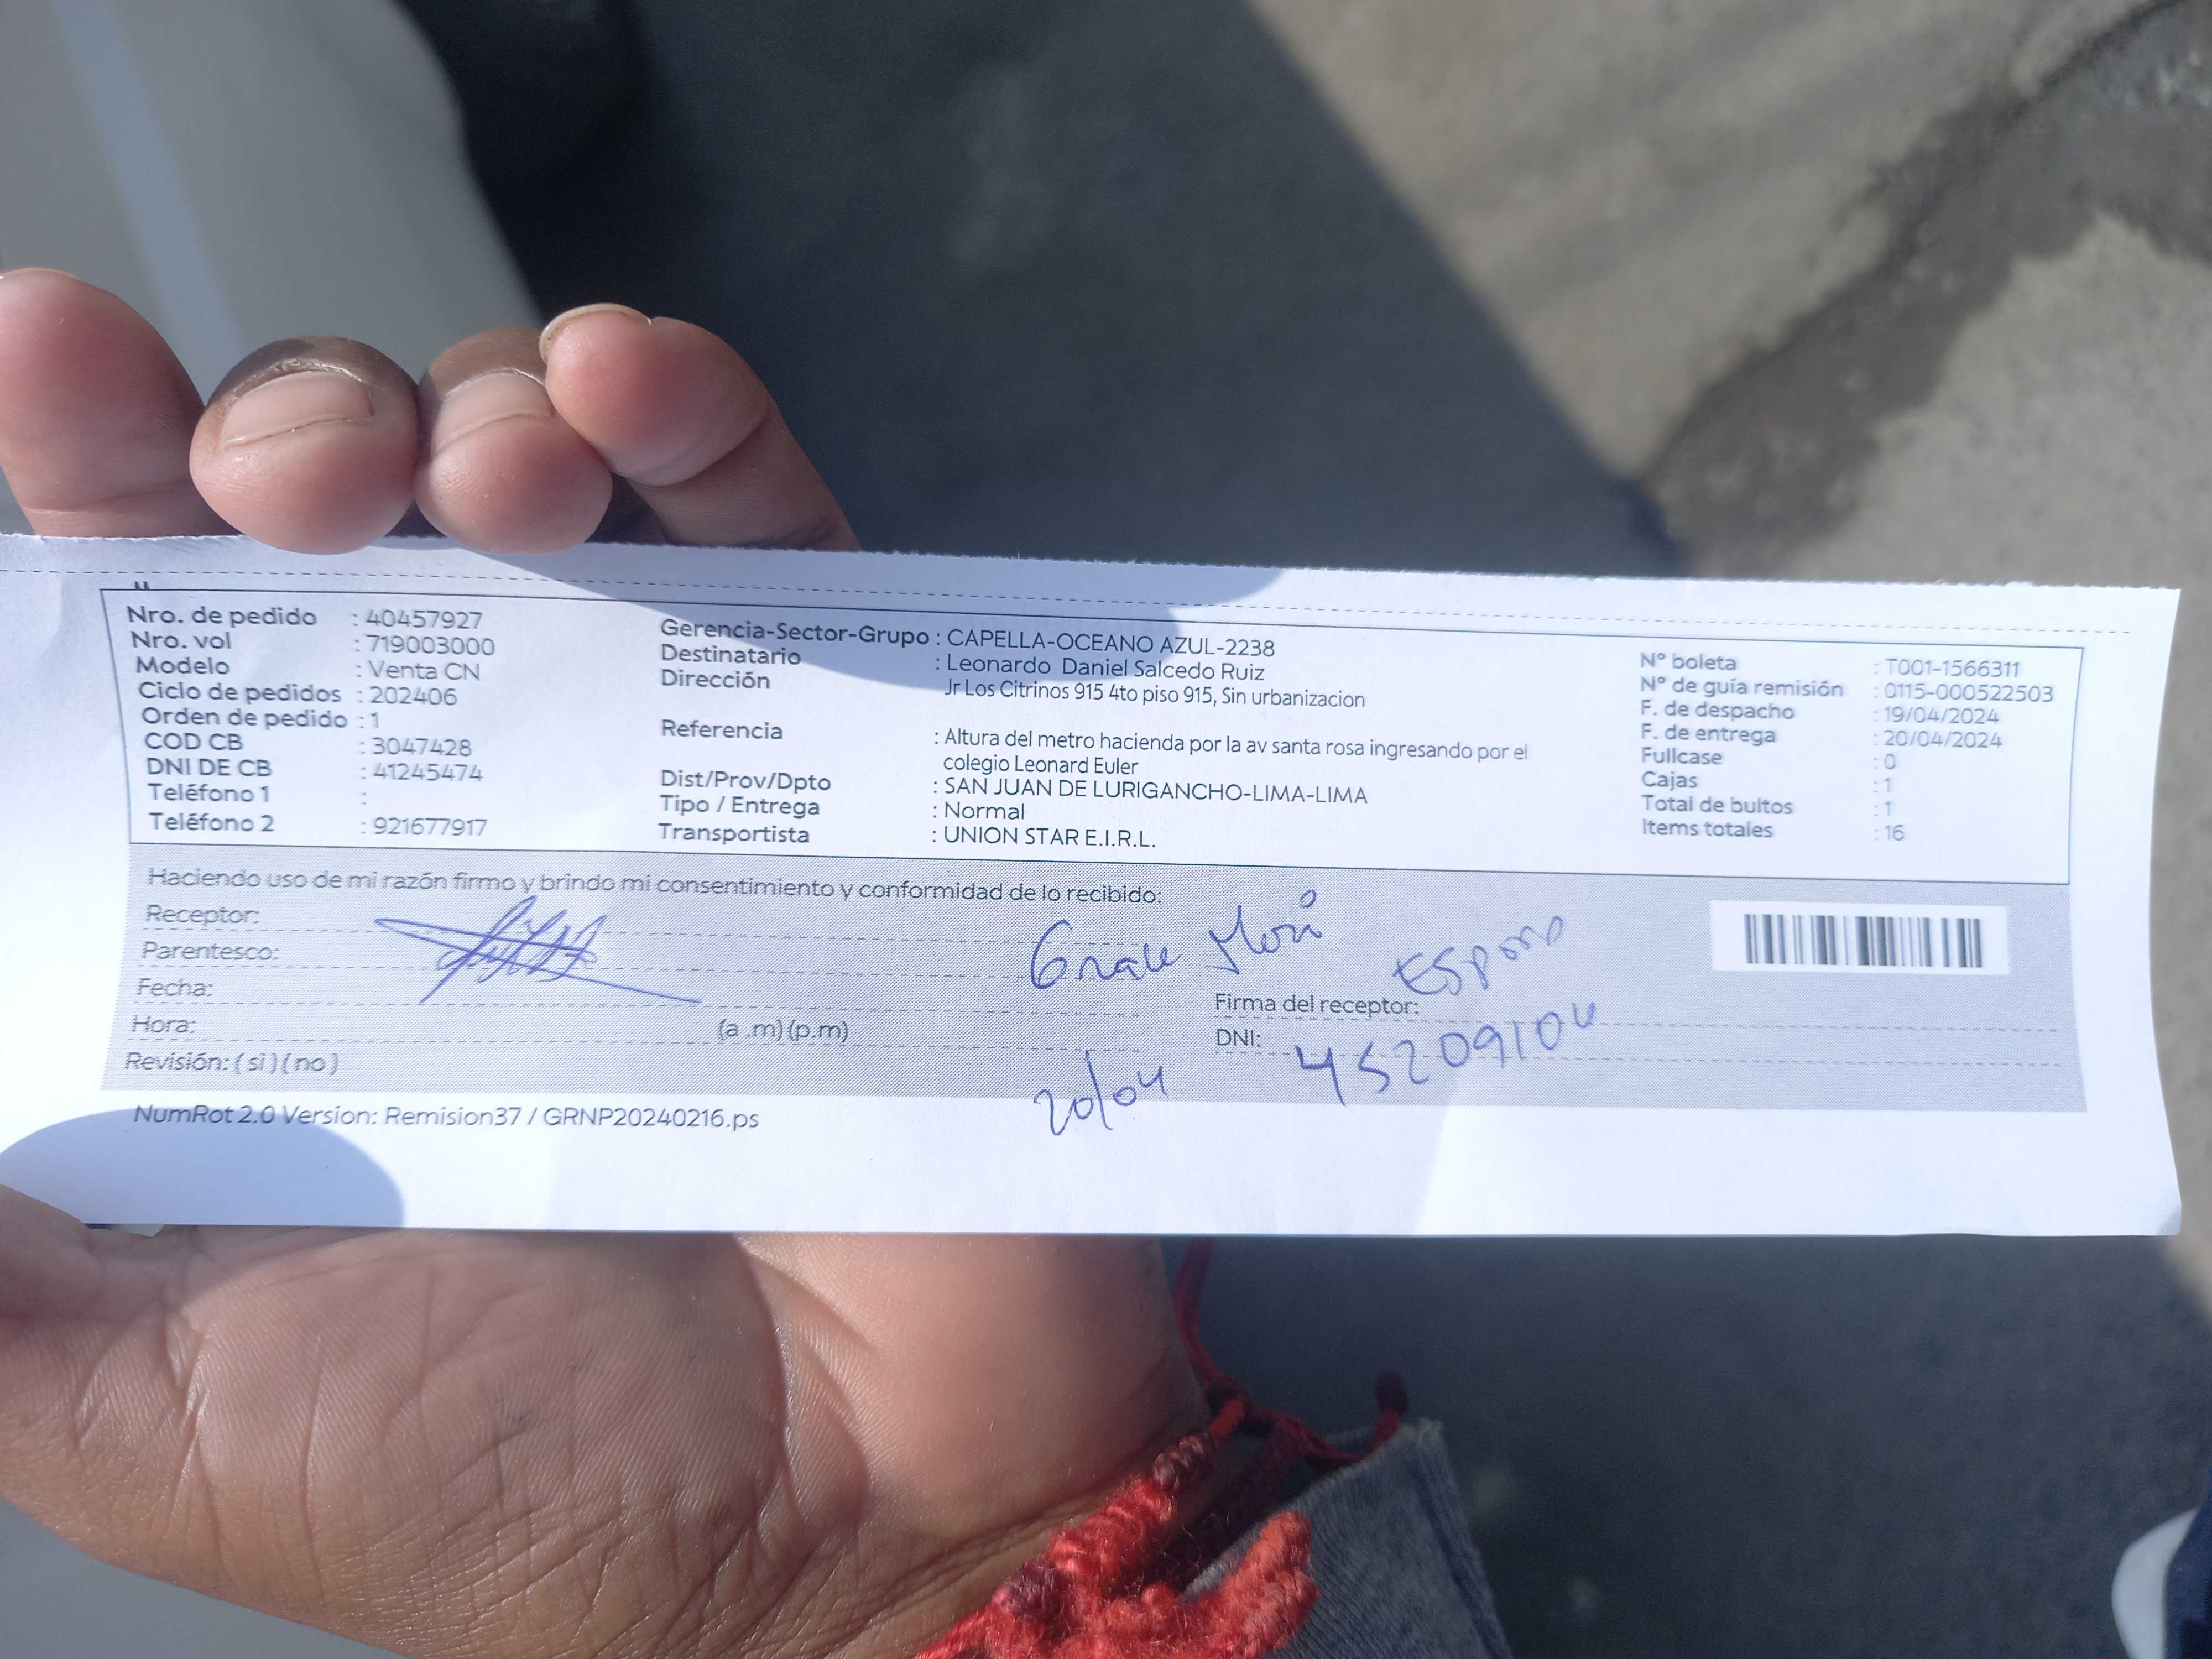 Nro. de pedido : 40457927
Nro. vol : 719003000
Modelo : Venta CN
Ciclo de pedidos : 202406
Orden de pedido : 1
COD CB : 3047428
DNI DE CB : 41245474
Teléfono 1 :
Teléfono 2 : 921677917
Gerencia-Sector-Grupo : CAPELLA-OCEANO AZUL-2238
Destinatario : Leonardo Daniel Salcedo Ruiz
Dirección Jr Los Citrinos 915 4to piso 915, Sin urbanizacion
Referencia : Altura del metro hacienda por la av santa rosa ingresando por el
colegio Leonard Euler
Dist/Prov/Dpto : SAN JUAN DE LURIGANCHO-LIMA-LIMA
Tipo / Entrega : Normal
Transportista : UNION STAR E.I.R.L.
N° boleta : T001-1566311
N° de guía remisión : 0115-000522503
F. de despacho : 19/04/2024
F. de entrega : 20/04/2024
Fullcase : 0
Cajas : 1
Total de bultos : 1
Items totales : 16
Haciendo uso de mi razón firmo y brindo mi consentimiento y conformidad de lo recibido:
Receptor:
Parentesco:
Fecha:
Hora: (a .m) (p.m)
Revisión: ( si ) ( no )
Esposo
Firma del receptor:
DNI: 45209104
20/04
NumRot 2.0 Version: Remision37 / GRNP20240216.ps